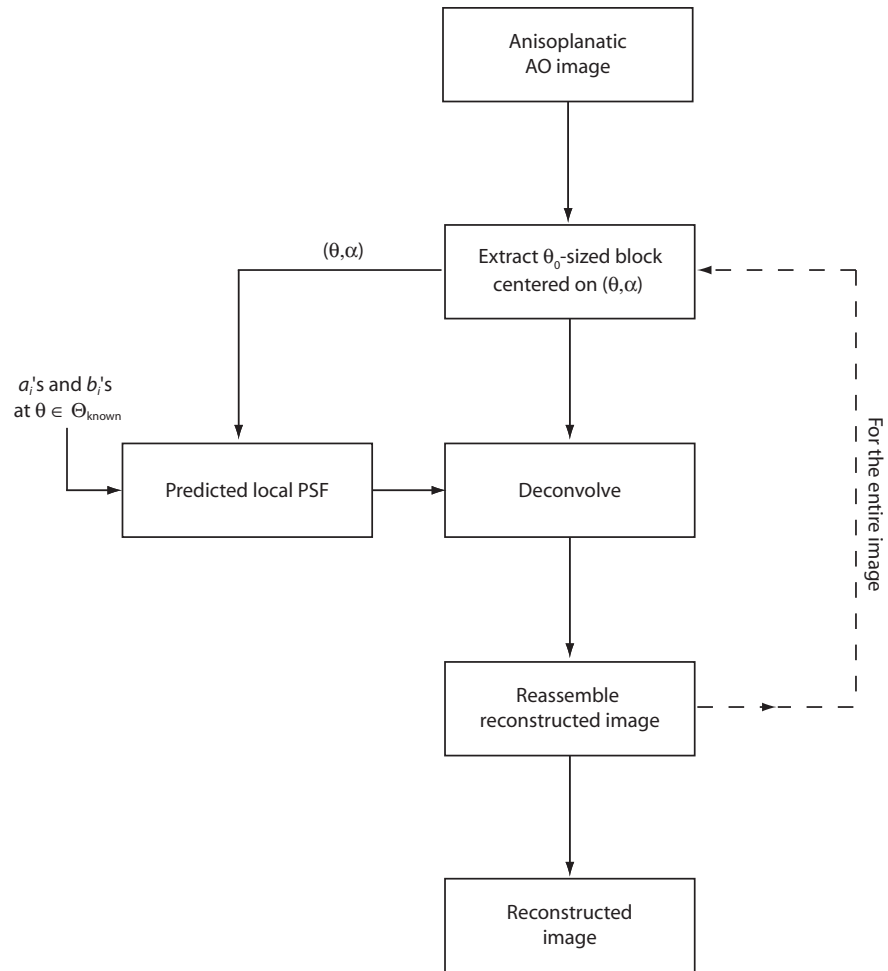 Anisoplanatic
AO image
(θ,α)
Extract θ₀-sized block
centered on (θ,α)
aᵢ's and bᵢ's
at θ ∈ Θknown
Predicted local PSF
Deconvolve
For the entire image
Reassemble
reconstructed image
Reconstructed
image